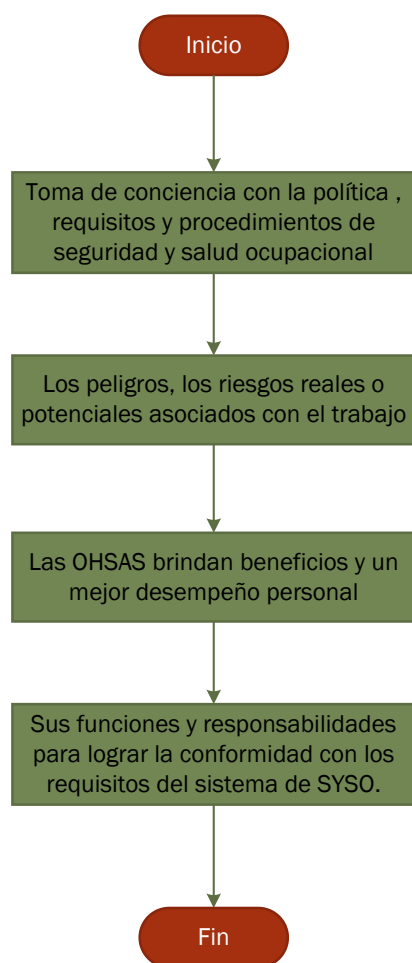 Inicio
Toma de conciencia con la política ,
requisitos y procedimientos de
seguridad y salud ocupacional
Los peligros, los riesgos reales o
potenciales asociados con el trabajo
Las OHSAS brindan beneficios y un
mejor desempeño personal
Sus funciones y responsabilidades
para lograr la conformidad con los
requisitos del sistema de SYSO.
Fin